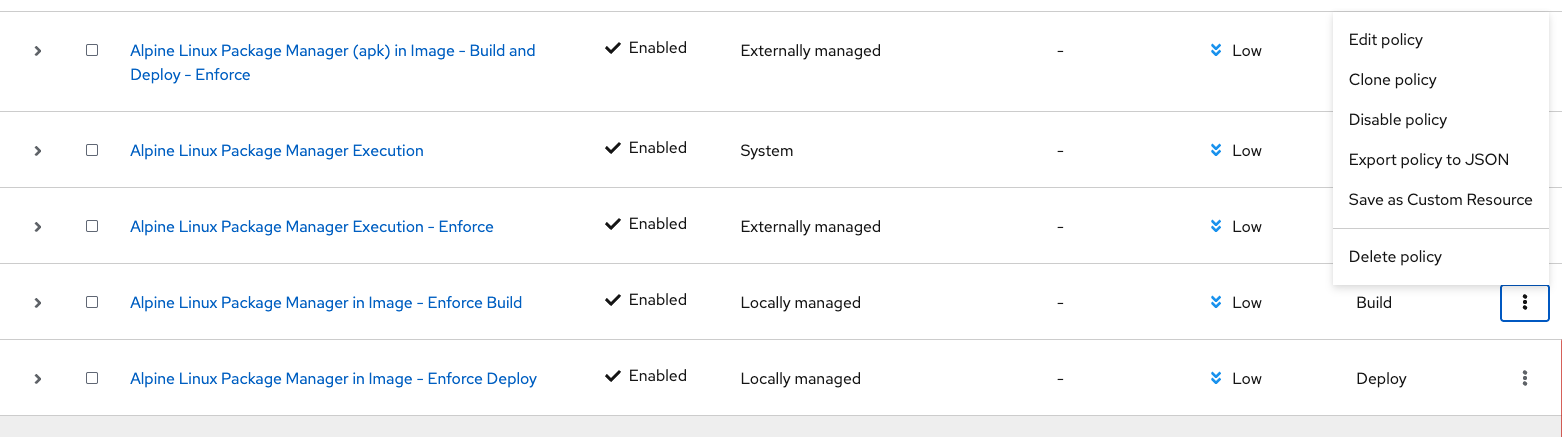 Alpine Linux Package Manager (apk) in Image - Build and
Deploy - Enforce
Enabled
Externally managed
-
Low
Edit policy
Clone policy
Disable policy
Export policy to JSON
Save as Custom Resource
Delete policy
Alpine Linux Package Manager Execution
Enabled
System
-
Low
Alpine Linux Package Manager Execution - Enforce
Enabled
Externally managed
-
Low
Alpine Linux Package Manager in Image - Enforce Build
Enabled
Locally managed
-
Low
Build
Alpine Linux Package Manager in Image - Enforce Deploy
Enabled
Locally managed
-
Low
Deploy